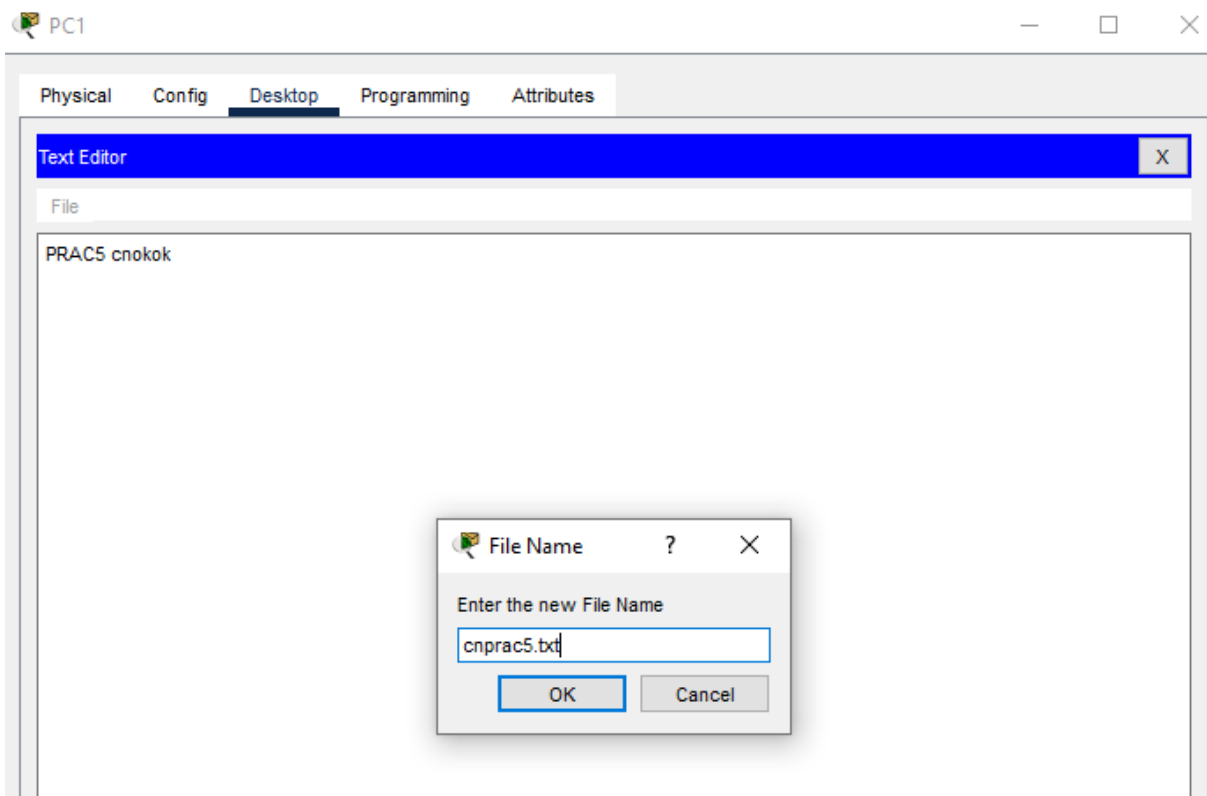 PC1
Physical Config Desktop Programming Attributes
Text Editor X
File
PRAC5 cnokok
File Name ?
Enter the new File Name
cnprac5.txt
OK Cancel